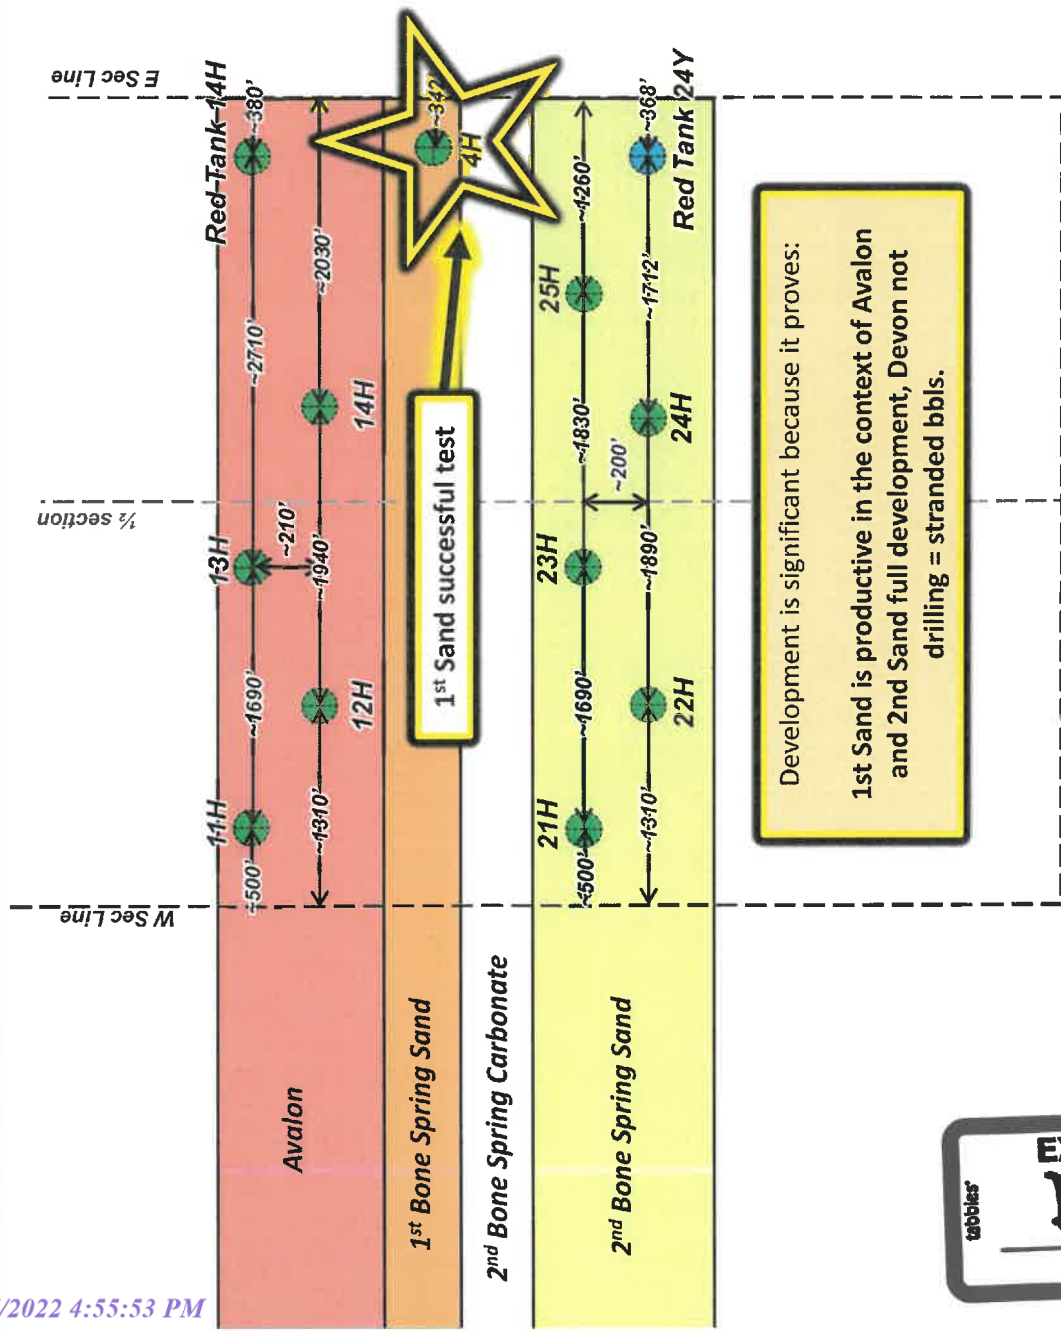 W Sec Line
½ section
E Sec Line
11H
13H
Red Tank 14H
~500'
~1690'
~2710'
~380'
~210'
~1310'
~1940'
~2030'
12H
14H
Avalon
1st Bone Spring Sand
~342'
4H
1st Sand successful test
2nd Bone Spring Carbonate
21H
23H
25H
~500'
~1690'
~1830'
~1260'
~200'
2nd Bone Spring Sand
~1310'
~1890'
~1712'
~368'
22H
24H
Red Tank 24Y
Development is significant because it proves:
1st Sand is productive in the context of Avalon
and 2nd Sand full development, Devon not
drilling = stranded bbls.
tabbies'
/2022 4:55:53 PM